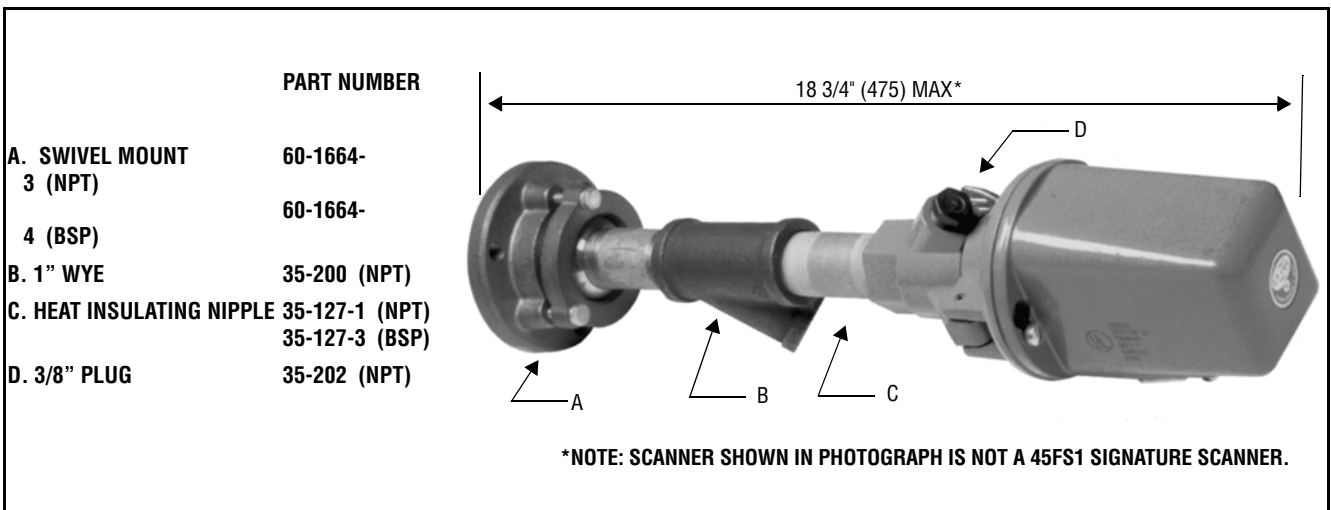 PART NUMBER
A. SWIVEL MOUNT 60-1664-
3 (NPT)
60-1664-
4 (BSP)
B. 1” WYE 35-200 (NPT)
C. HEAT INSULATING NIPPLE 35-127-1 (NPT)
35-127-3 (BSP)
D. 3/8” PLUG 35-202 (NPT)
18 3/4" (475) MAX*
D
A
B
C
UL
*NOTE: SCANNER SHOWN IN PHOTOGRAPH IS NOT A 45FS1 SIGNATURE SCANNER.